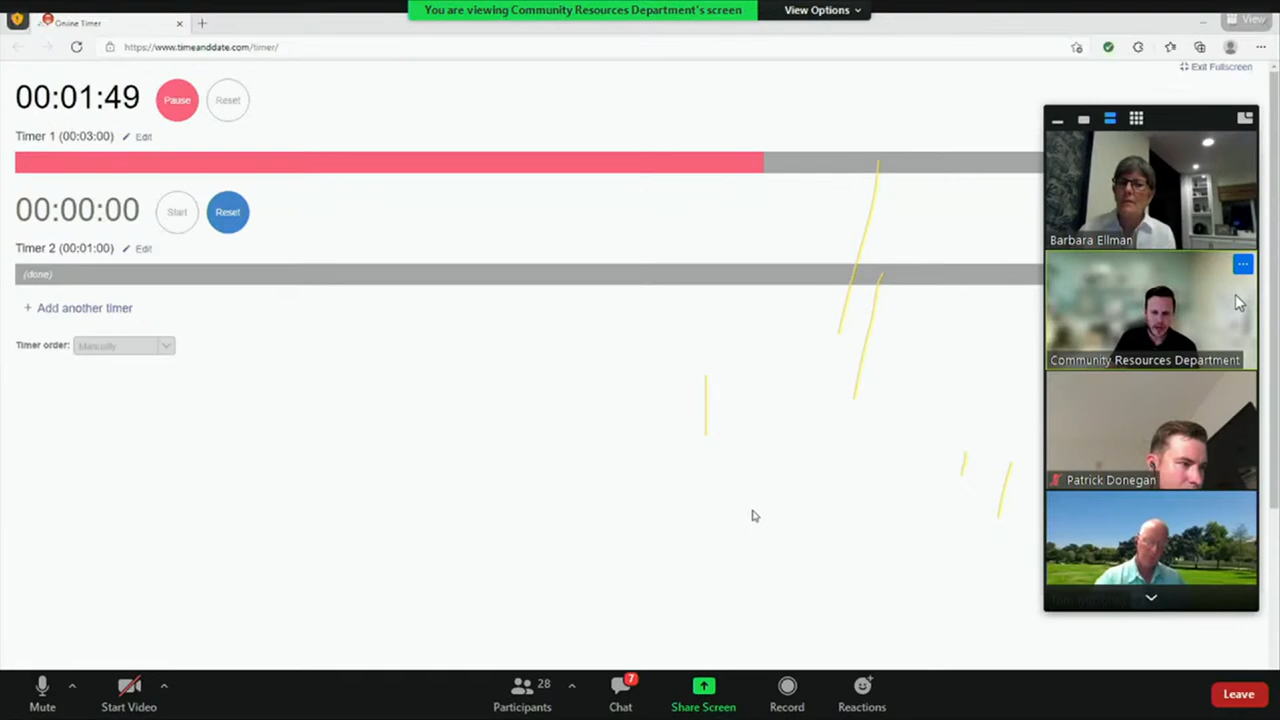 You are viewing Community Resources Department's screen
View Options
Online Timer
View
https://www.timeanddate.com/timer/
Exit Fullscreen
00:01:49
Pause
Reset
Timer 1 (00:03:00)
Edit
00:00:00
Start
Reset
Timer 2 (00:01:00)
Edit
(done)
+ Add another timer
Timer order:
Manually
Barbara Ellman
Community Resources Department
Patrick Donegan
Mute
Start Video
28
Participants
7
Chat
Share Screen
Record
Reactions
Leave